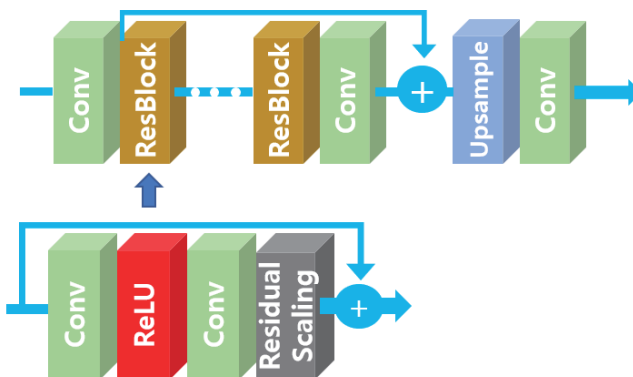 Conv
ResBlock
ResBlock
Conv
+
Upsample
Conv
Conv
ReLU
Conv
Residual
Scaling
+